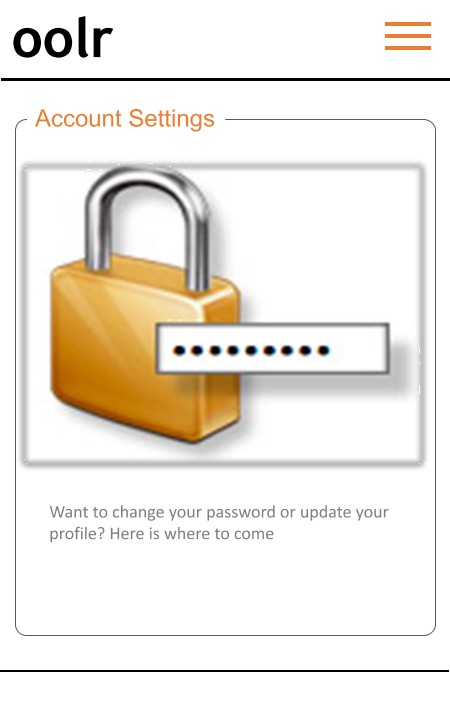 oolr
Account Settings
•••••••••
Want to change your password or update your
profile? Here is where to come